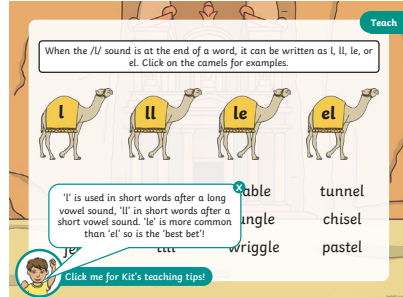 Teach
When the /l/ sound is at the end of a word, it can be written as l, ll, le, or
el. Click on the camels for examples.
l ll le el
tunnel
chisel
wriggle pastel
'l' is used in short words after a long
vowel sound, 'll' in short words after a
short vowel sound. 'le' is more common
than 'el' so is the 'best bet'!
x
Click me for Kit's teaching tips!